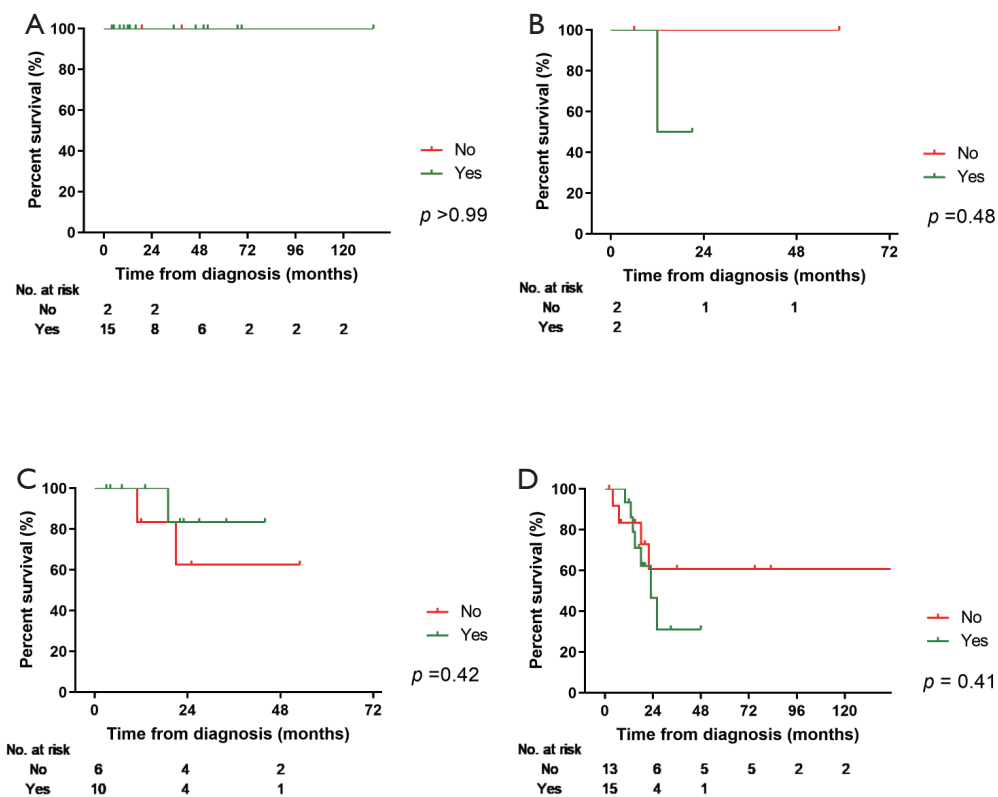 A
100
80
60
40
20
0
Percent survival (%)
0 24 48 72 96 120
Time from diagnosis (months)
No
Yes
p >0.99
No. at risk
No 2 2
Yes 15 8 6 2 2 2
B
100
80
60
40
20
0
Percent survival (%)
0 24 48 72
Time from diagnosis (months)
No
Yes
p =0.48
No. at risk
No 2 1 1
Yes 2
C
100
80
60
40
20
0
Percent survival (%)
0 24 48 72
Time from diagnosis (months)
No
Yes
p =0.42
No. at risk
No 6 4 2
Yes 10 4 1
D
100
80
60
40
20
0
Percent survival (%)
0 24 48 72 96 120
Time from diagnosis (months)
No
Yes
p = 0.41
No. at risk
No 13 6 5 5 2 2
Yes 15 4 1